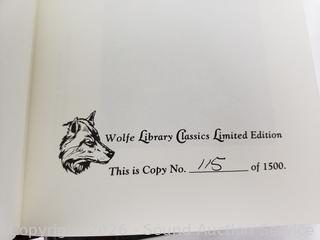 Wolfe Library Classics Limited Edition
This is Copy No. 115 of 1500.